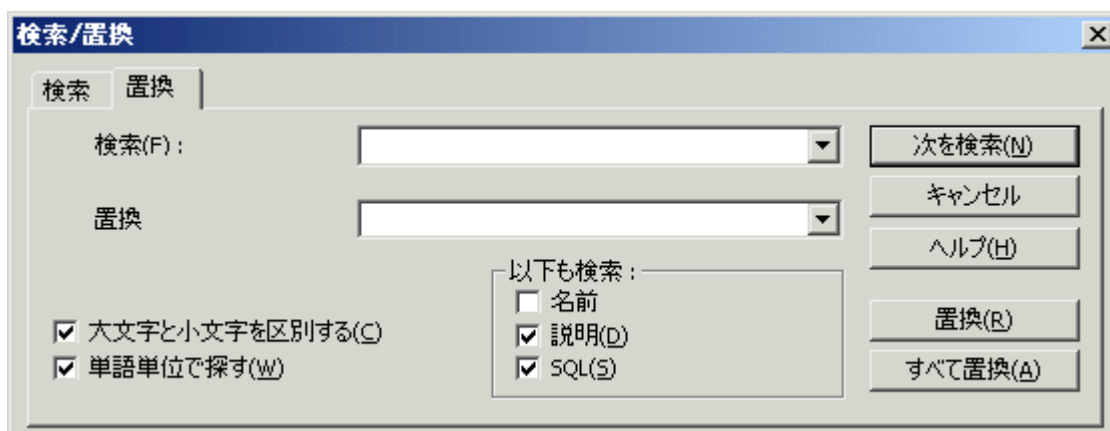 検索/置換
検索 置換
検索(F):
次を検索(N)
キャンセル
置換
ヘルプ(H)
以下も検索:
名前
大文字と小文字を区別する(C)
説明(D)
置換(R)
単語単位で探す(W)
SQL(S)
すべて置換(A)